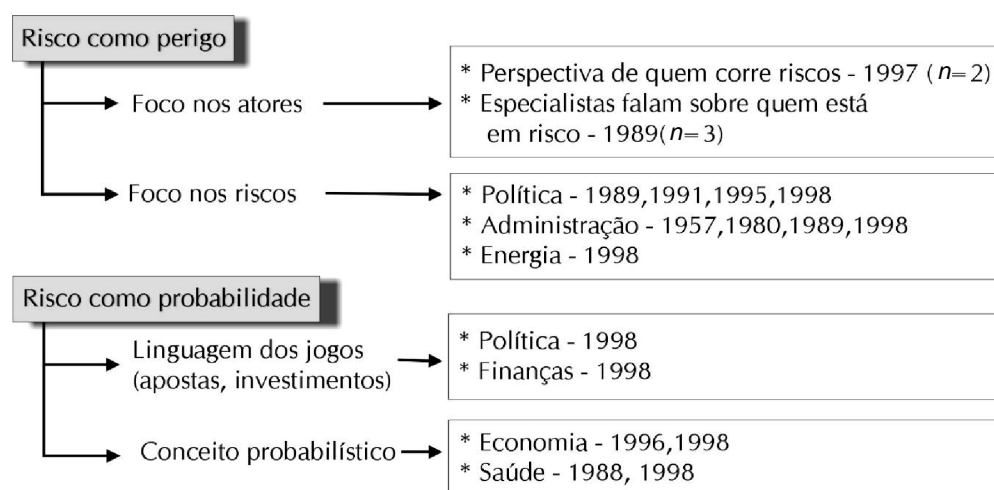 Risco como perigo
Foco nos atores
* Perspectiva de quem corre riscos - 1997 (n=2)
* Especialistas falam sobre quem está
em risco - 1989(n=3)
Foco nos riscos
* Política - 1989,1991,1995,1998
* Administração - 1957,1980,1989,1998
* Energia - 1998
Risco como probabilidade
Linguagem dos jogos
(apostas, investimentos)
* Política - 1998
* Finanças - 1998
Conceito probabilístico
* Economia - 1996,1998
* Saúde - 1988, 1998